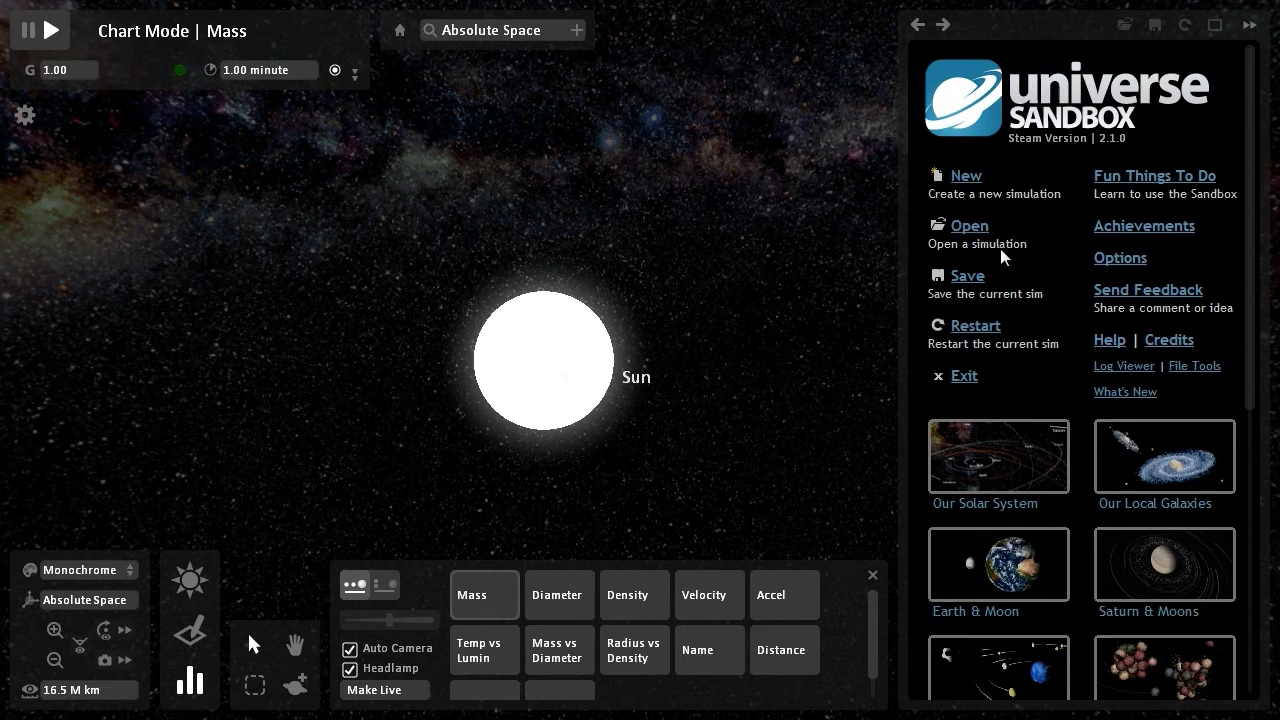 Chart Mode | Mass
Absolute Space
G 1.00
1.00 minute
universe
SANDBOX
Steam Version | 2.1.0
New
Create a new simulation
Open
Open a simulation
Save
Save the current sim
Restart
Restart the current sim
x Exit
Fun Things To Do
Learn to use the Sandbox
Achievements
Options
Send Feedback
Share a comment or idea
Help | Credits
Log Viewer | File Tools
What's New
Our Solar System
Our Local Galaxies
Earth & Moon
Saturn & Moons
Sun
Monochrome
Absolute Space
16.5 M km
Auto Camera
Headlamp
Make Live
Mass
Diameter
Density
Velocity
Accel
Temp vs
Lumin
Mass vs
Diameter
Radius vs
Density
Name
Distance